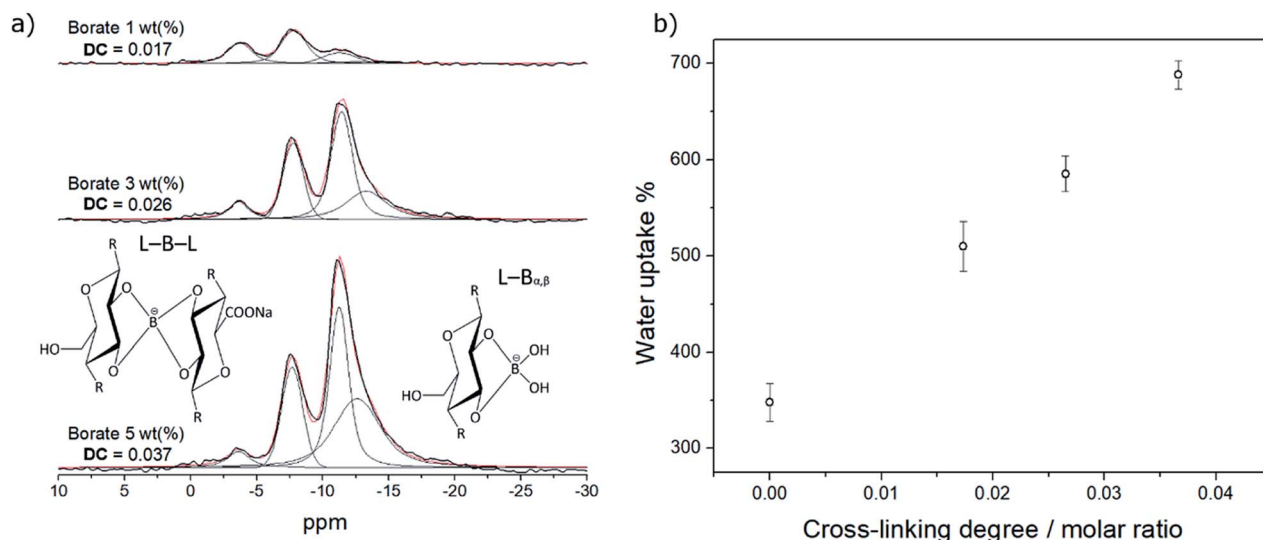 a)
Borate 1 wt(%)
DC = 0.017
Borate 3 wt(%)
DC = 0.026
L–B–L
R
O
O
O
B
⊖
O
R
COONa
HO
R
O
O
O
R
L–Bα,β
R
O
O
⊖
B
OH
OH
HO
O
R
Borate 5 wt(%)
DC = 0.037
10 5 0 -5 -10 -15 -20 -25 -30
ppm
b)
Water uptake %
700
600
500
400
300
0.00 0.01 0.02 0.03 0.04
Cross-linking degree / molar ratio